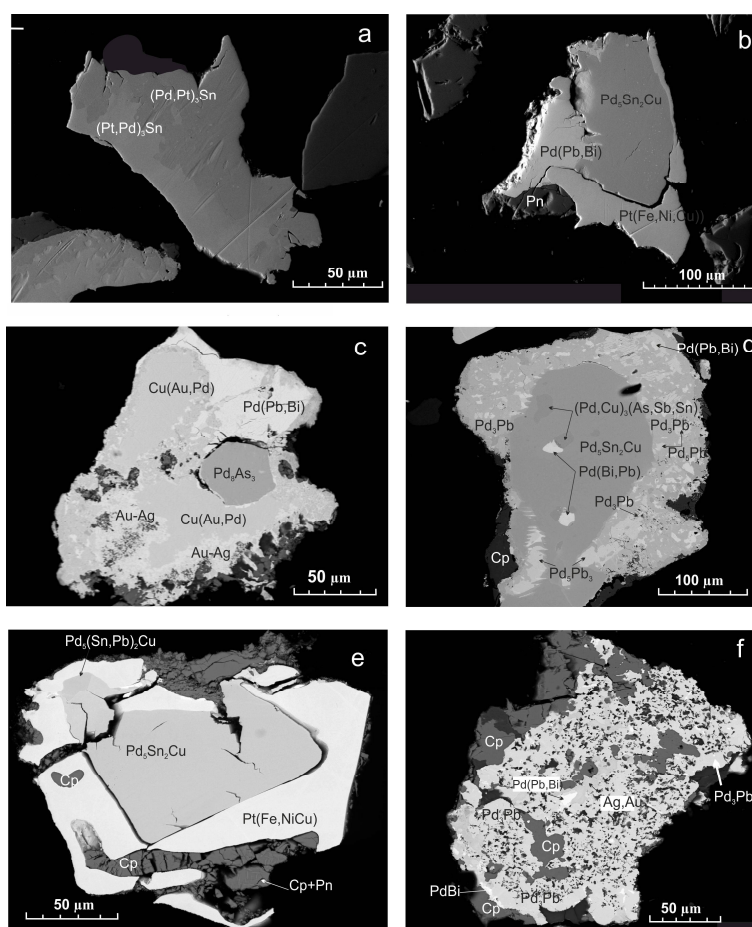 a
(Pd,Pt)₃Sn
(Pt,Pd)₃Sn
50 µm
b
Pd₅Sn₂Cu
Pd(Pb,Bi)
Pn
Pt(Fe,Ni,Cu))
100 µm
c
Cu(Au,Pd)
Pd(Pb,Bi)
Pd₈As₃
Au-Ag
Cu(Au,Pd)
Au-Ag
50 µm
d
Pd(Pb,Bi)
(Pd,Cu)₃(As,Sb,Sn)
Pd₃Pb
Pd₃Pb
Pd₅Sn₂Cu
Pd(Bi,Pb)
Pd₃Pb
Cp
Pd₅Pb₃
100 µm
e
Pd₅(Sn,Pb)₂Cu
Pd₅Sn₂Cu
Cp
Pt(Fe,NiCu)
Cp
Cp+Pn
50 µm
f
Cp
Pd(Pb,Bi)
Ag,Au
Pd₃Pb
Cp
PdBi
Cp
50 µm